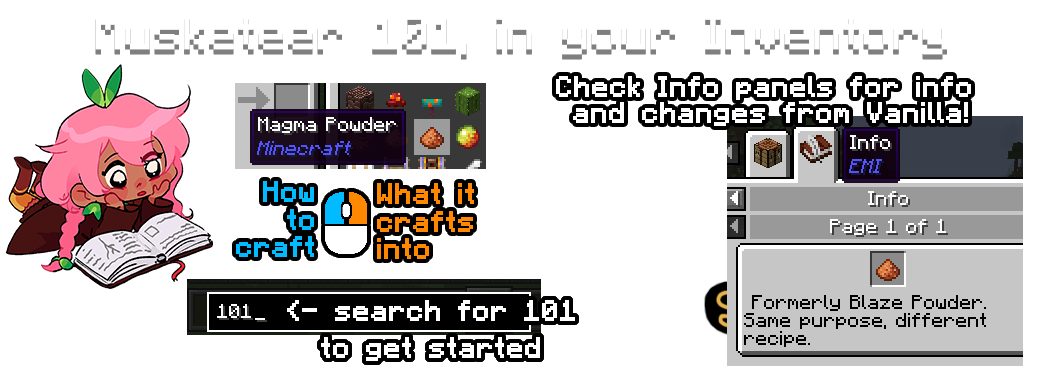 Musketeer 101, in your Inventory
Check Info panels for info
and changes from Vanilla!
Magma Powder
Minecraft
Info
EMI
How
to
craft
What it
crafts
into
Info
Page 1 of 1
Formerly Blaze Powder.
Same purpose, different
recipe.
101_ <- search for 101
to get started